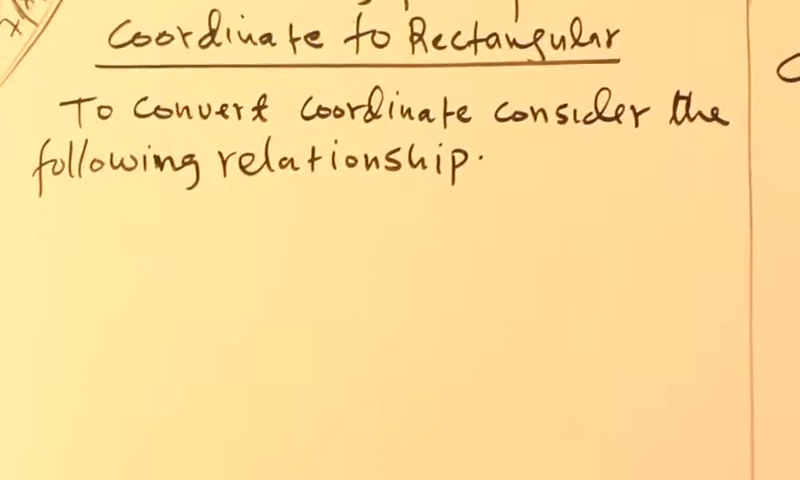 Coordinate to Rectangular
To convert coordinate consider the
following relationship.